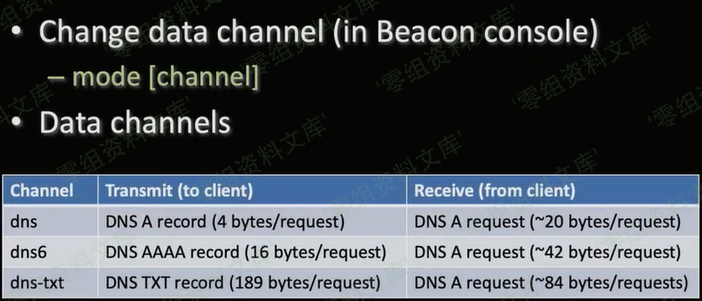 • Change data channel (in Beacon console)
– mode [channel]
• Data channels
Channel Transmit (to client) Receive (from client)
dns DNS A record (4 bytes/request) DNS A request (~20 bytes/request)
dns6 DNS AAAA record (16 bytes/request) DNS A request (~42 bytes/request)
dns-txt DNS TXT record (189 bytes/request) DNS A request (~84 bytes/requests)
'零组资料文库'